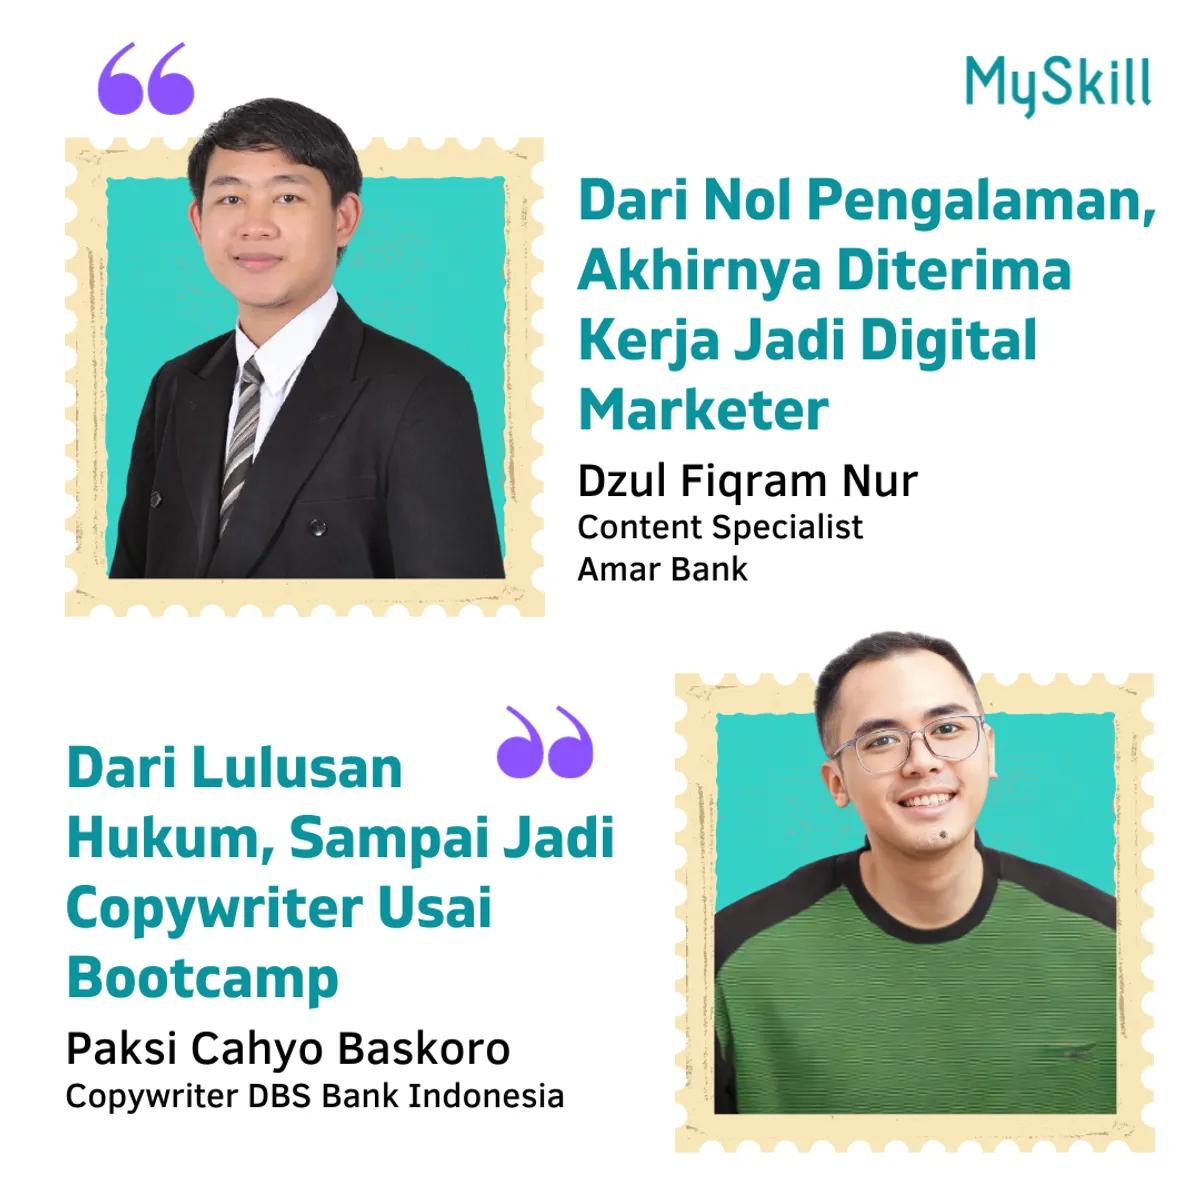 MySkill
Dari Nol Pengalaman,
Akhirnya Diterima
Kerja Jadi Digital
Marketer
Dzul Fiqram Nur
Content Specialist
Amar Bank
Dari Lulusan
Hukum, Sampai Jadi
Copywriter Usai
Bootcamp
Paksi Cahyo Baskoro
Copywriter DBS Bank Indonesia